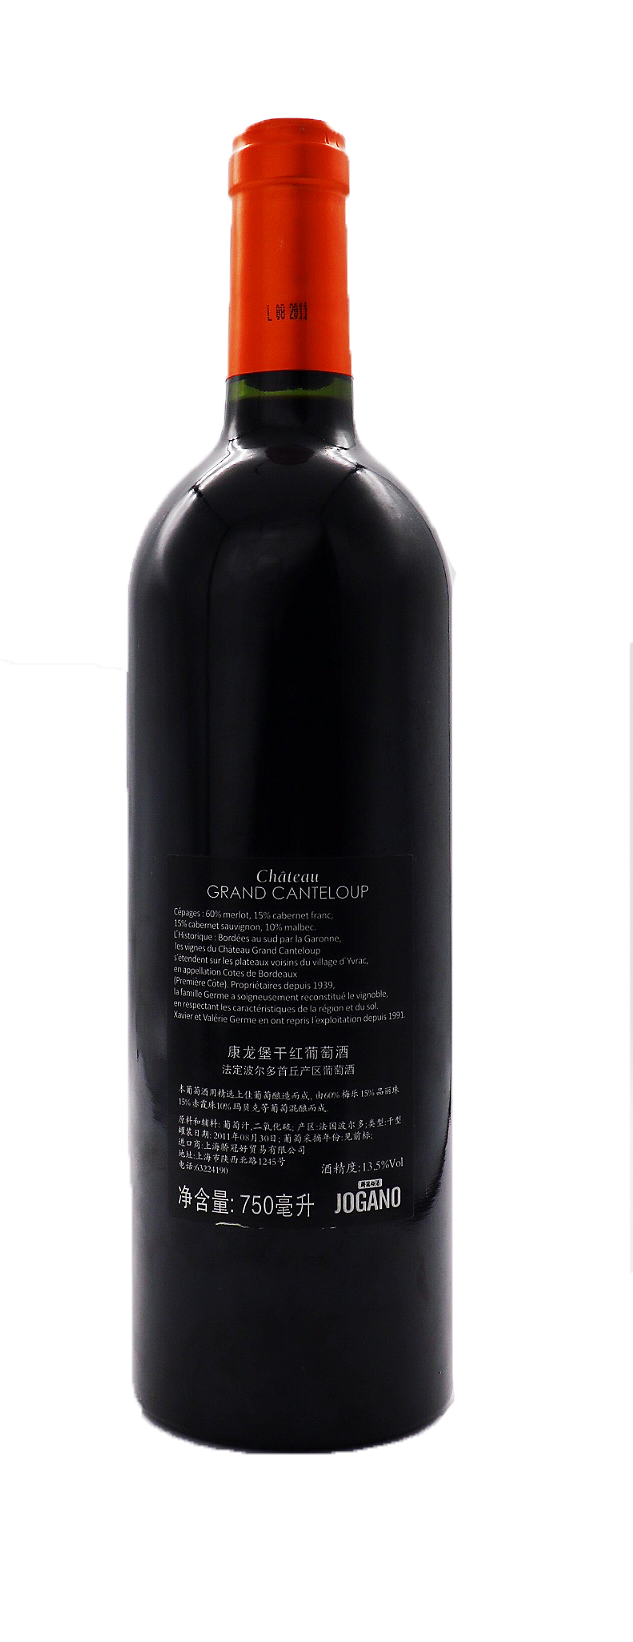 L 08 2011
Château
GRAND CANTELOUP
Cépages : 60% merlot, 15% cabernet franc,
15% cabernet sauvignon, 10% malbec.
L'Historique : Bordées au sud par la Garonne,
les vignes du Château Grand Canteloup
s'étendent sur les plateaux voisins du village d'Yvrac,
en appellation Cotes de Bordeaux
(Première Côte). Propriétaires depuis 1939,
la famille Germe a soigneusement reconstitué le vignoble,
en respectant les caractéristiques de la région et du sol.
Xavier et Valérie Germe en ont repris l'exploitation depuis 1991.
康龙堡干红葡萄酒
法定波尔多首丘产区葡萄酒
本葡萄酒用精选上佳葡萄酿造而成, 由60%梅乐15%品丽珠
15%赤霞珠10%玛贝克等葡萄混酿而成.
原料和辅料: 葡萄汁,二氧化硫; 产区:法国波尔多;类型:干型
罐装日期: 2011年08月30日; 葡萄采摘年份:见前标;
进口商:上海骄冠好贸易有限公司
地址:上海市陕西北路1245号
电话:63224190
酒精度:13,5%Vol
净含量: 750毫升
JOGANO